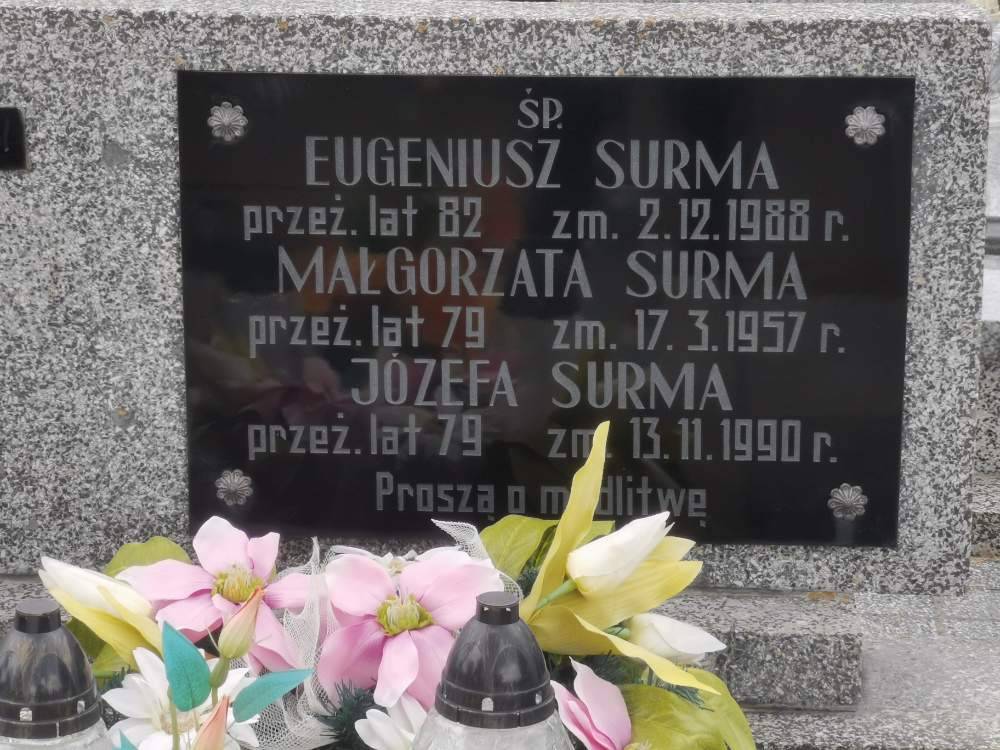 ŚP.
EUGENIUSZ SURMA
przeż. lat 82 zm. 2.12.1988 r.
MAŁGORZATA SURMA
przeż. lat 79 zm. 17.3.1957 r.
JÓZEFA SURMA
przeż. lat 79 zm. 13.11.1990 r.
Proszą o modlitwę